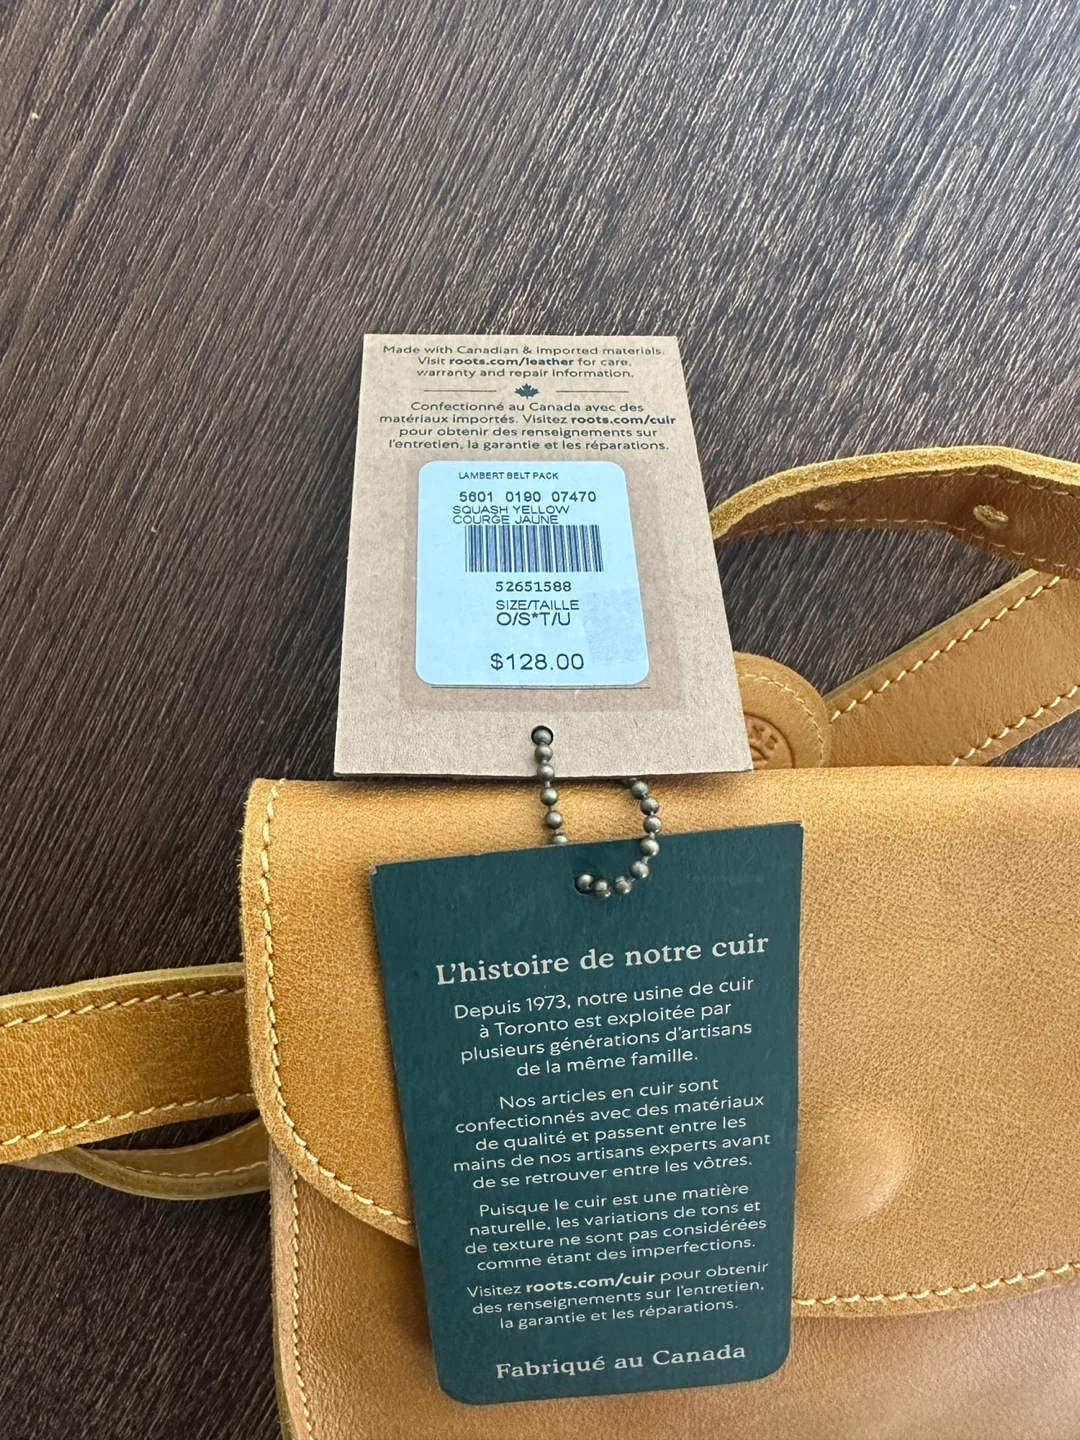 Made with Canadian & imported materials.
Visit roots.com/leather for care,
warranty and repair information.
Confectionné au Canada avec des
matériaux importés. Visitez roots.com/cuir
pour obtenir des renseignements sur
l'entretien, la garantie et les réparations.
LAMBERT BELT PACK
5601 0190 07470
SQUASH YELLOW
COURGE JAUNE
52651588
SIZE/TAILLE
O/S*T/U
$128.00
L'histoire de notre cuir
Depuis 1973, notre usine de cuir
à Toronto est exploitée par
plusieurs générations d'artisans
de la même famille.
Nos articles en cuir sont
confectionnés avec des matériaux
de qualité et passent entre les
mains de nos artisans experts avant
de se retrouver entre les vôtres.
Puisque le cuir est une matière
naturelle, les variations de tons et
de texture ne sont pas considérées
comme étant des imperfections.
Visitez roots.com/cuir pour obtenir
des renseignements sur l'entretien,
la garantie et les réparations.
Fabriqué au Canada